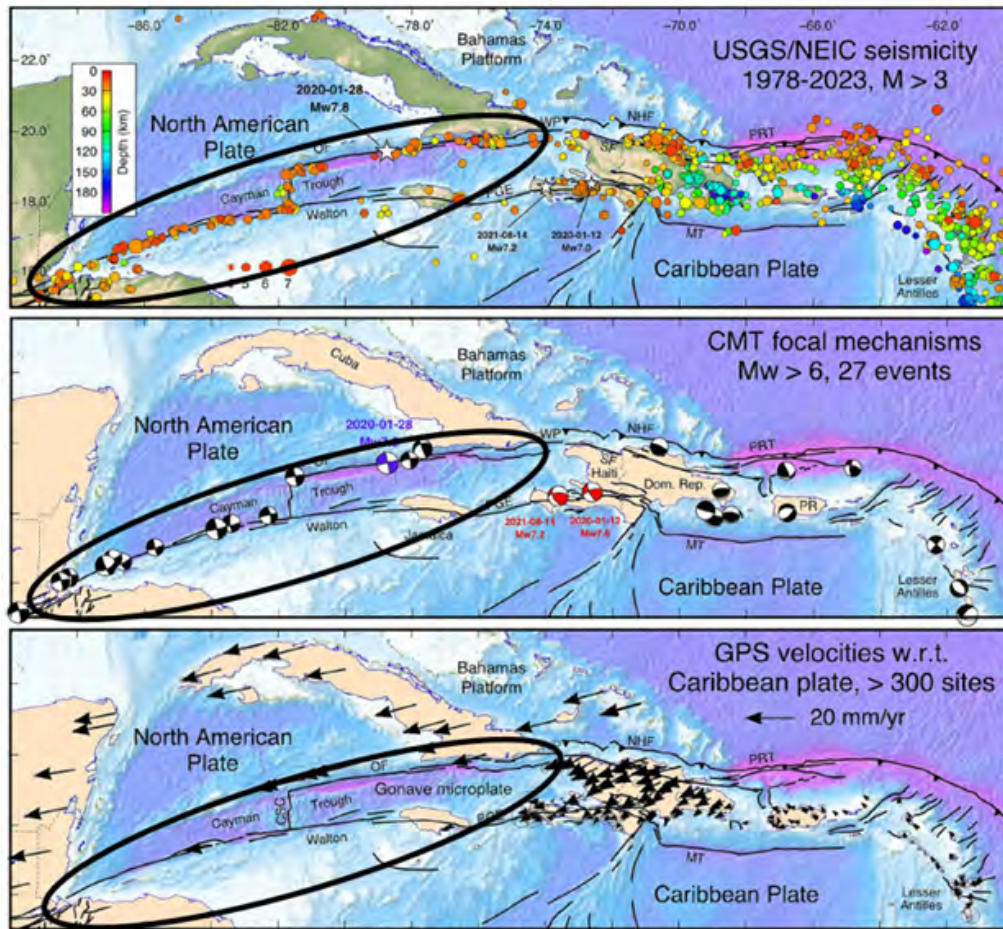 -86.0° -82.0° -78.0° -74.0° -70.0° -66.0° -62.0°
22.0°
20.0°
18.0°
USGS/NEIC seismicity
1978-2023, M > 3
Bahamas
Platform
0
30
60
90
120
150
180
Depth (km)
2020-01-28
Mw7.8
North American
Plate
OF
WP
NHF
PRT
SF
Cayman
Trough
Walton
2021-08-14
Mw7.2
2020-01-12
Mw7.0
MT
5 6 7
Caribbean Plate
Lesser
Antilles
CMT focal mechanisms
Mw > 6, 27 events
Cuba
Bahamas
Platform
North American
Plate
2020-01-28
WP
NHF
PRT
SF
Haiti
Dom. Rep.
PR
Cayman
Trough
Walton
Jamaica
Mw7.2
2020-01-12
MT
Caribbean Plate
Lesser
Antilles
GPS velocities w.r.t.
Caribbean plate, > 300 sites
20 mm/yr
Bahamas
Platform
North American
Plate
OF
NHF
PRT
Gonave microplate
CSC
Cayman
Trough
Walton
MT
Caribbean Plate
Lesser
Antilles